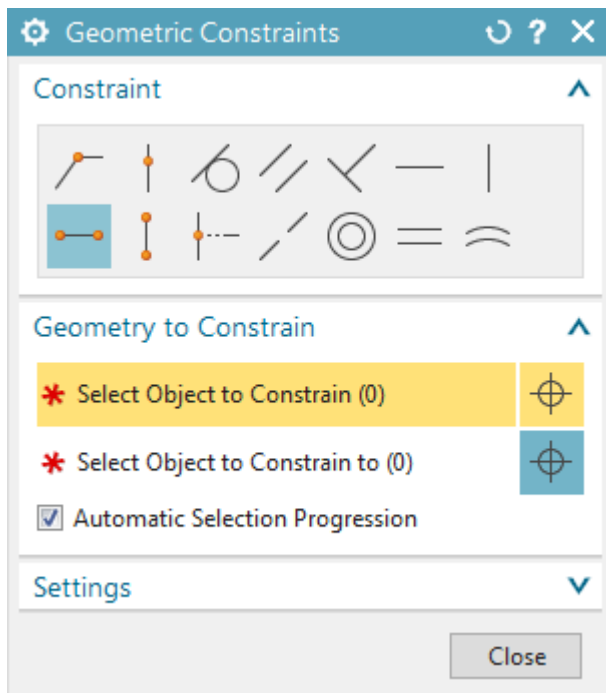 Geometric Constraints
Constraint
Geometry to Constrain
Select Object to Constrain (0)
Select Object to Constrain to (0)
Automatic Selection Progression
Settings
Close